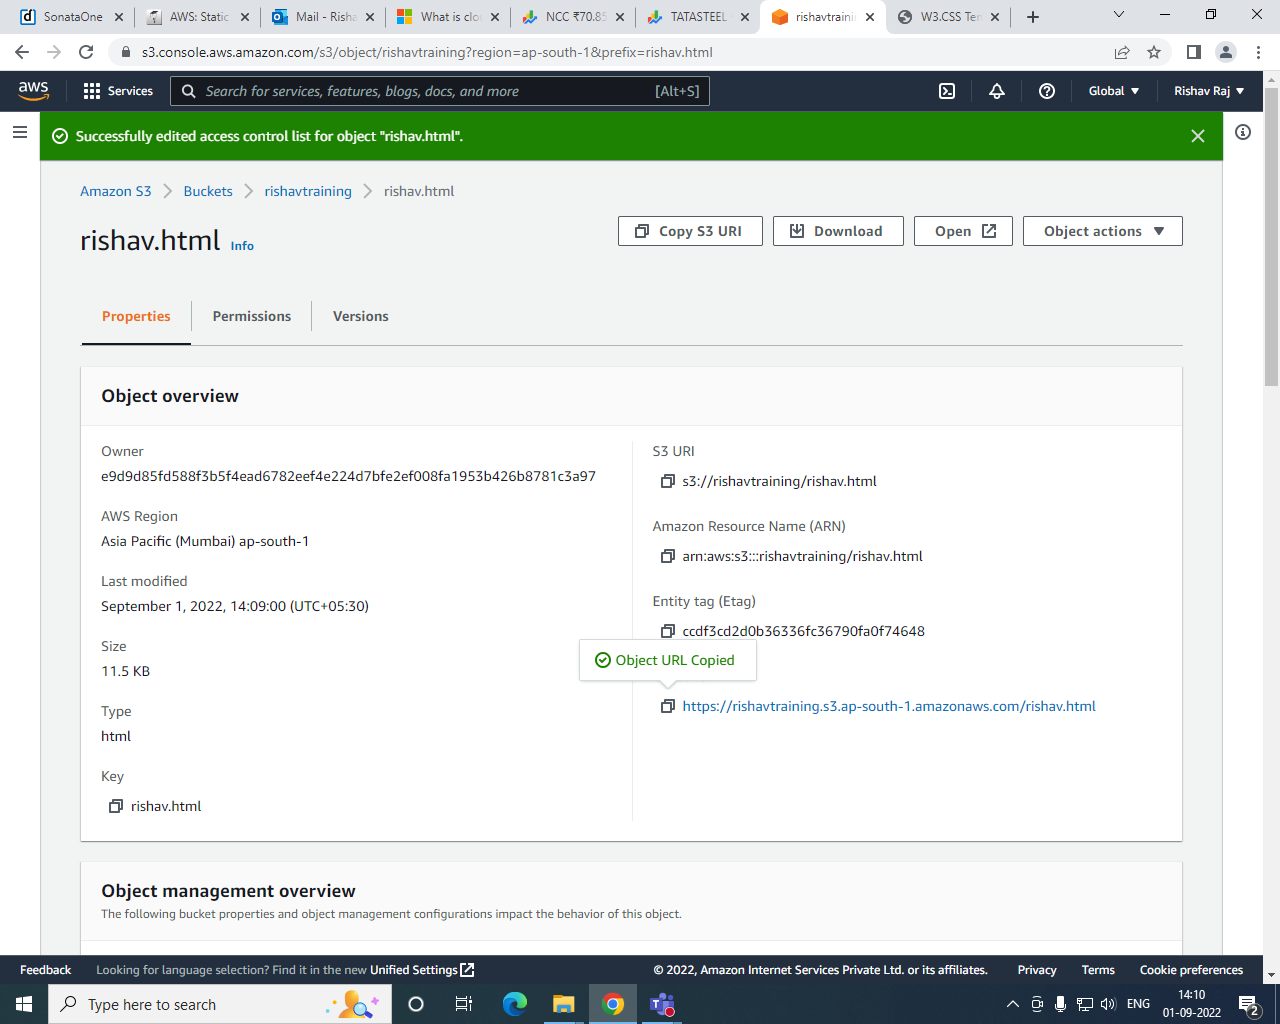 SonataOne
AWS: Static
Mail - Risha
What is clo
NCC ₹70.85
TATASTEEL
rishavtraini
W3.CSS Tem
s3.console.aws.amazon.com/s3/object/rishavtraining?region=ap-south-1&prefix=rishav.html
aws
Services
Search for services, features, blogs, docs, and more
[Alt+S]
Global
Rishav Raj
Successfully edited access control list for object "rishav.html".
Amazon S3
Buckets
rishavtraining
rishav.html
rishav.html Info
Copy S3 URI
Download
Open
Object actions
Properties
Permissions
Versions
Object overview
Owner
e9d9d85fd588f3b5f4ead6782eef4e224d7bfe2ef008fa1953b426b8781c3a97
AWS Region
Asia Pacific (Mumbai) ap-south-1
Last modified
September 1, 2022, 14:09:00 (UTC+05:30)
Size
11.5 KB
Type
html
Key
rishav.html
S3 URI
s3://rishavtraining/rishav.html
Amazon Resource Name (ARN)
arn:aws:s3:::rishavtraining/rishav.html
Entity tag (Etag)
ccdf3cd2d0b36336fc36790fa0f74648
Object URL Copied
https://rishavtraining.s3.ap-south-1.amazonaws.com/rishav.html
Object management overview
The following bucket properties and object management configurations impact the behavior of this object.
Feedback
Looking for language selection? Find it in the new Unified Settings
© 2022, Amazon Internet Services Private Ltd. or its affiliates.
Privacy
Terms
Cookie preferences
Type here to search
ENG
14:10
01-09-2022
2